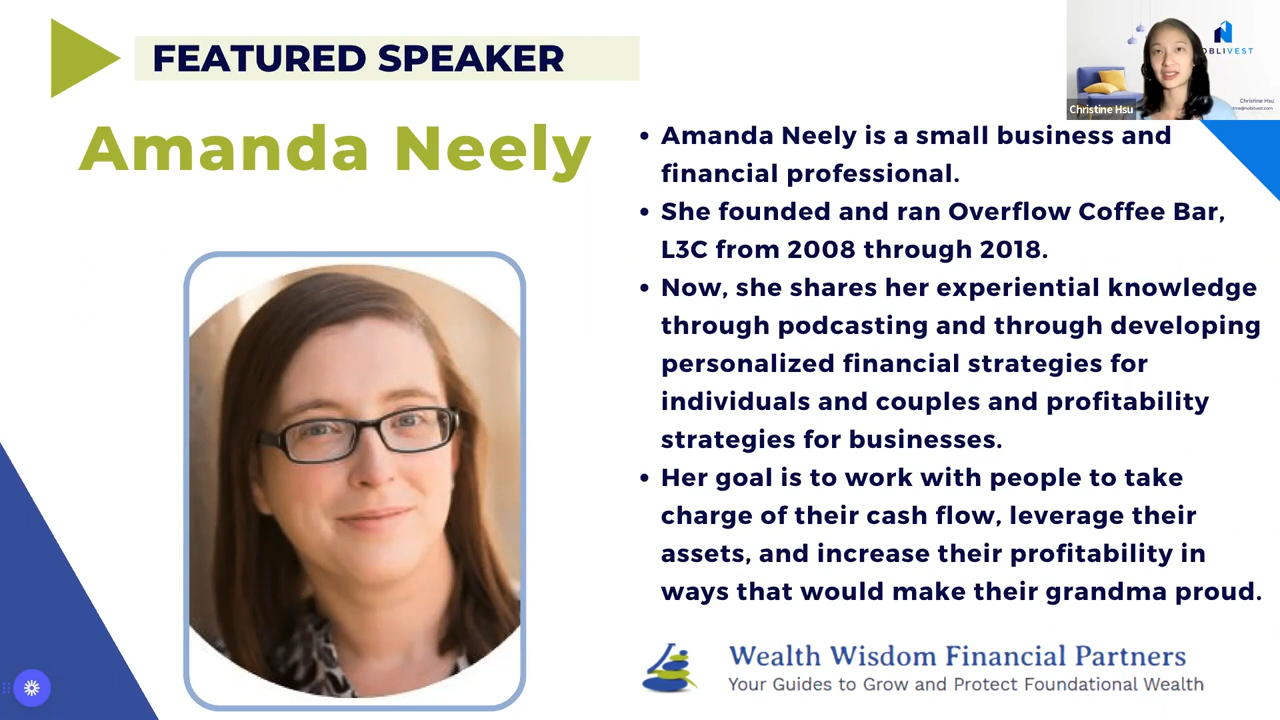 FEATURED SPEAKER
Amanda Neely
OBLIVEST
Christine Hsu
Christine Hsu
• Amanda Neely is a small business and
financial professional.
• She founded and ran Overflow Coffee Bar,
L3C from 2008 through 2018.
• Now, she shares her experiential knowledge
through podcasting and through developing
personalized financial strategies for
individuals and couples and profitability
strategies for businesses.
• Her goal is to work with people to take
charge of their cash flow, leverage their
assets, and increase their profitability in
ways that would make their grandma proud.
Wealth Wisdom Financial Partners
Your Guides to Grow and Protect Foundational Wealth